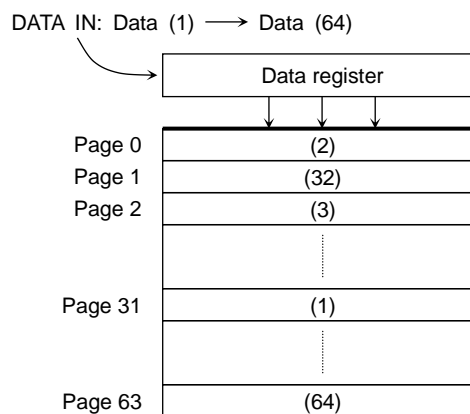 DATA IN: Data (1) → Data (64)
Data register
Page 0 (2)
Page 1 (32)
Page 2 (3)
Page 31 (1)
Page 63 (64)